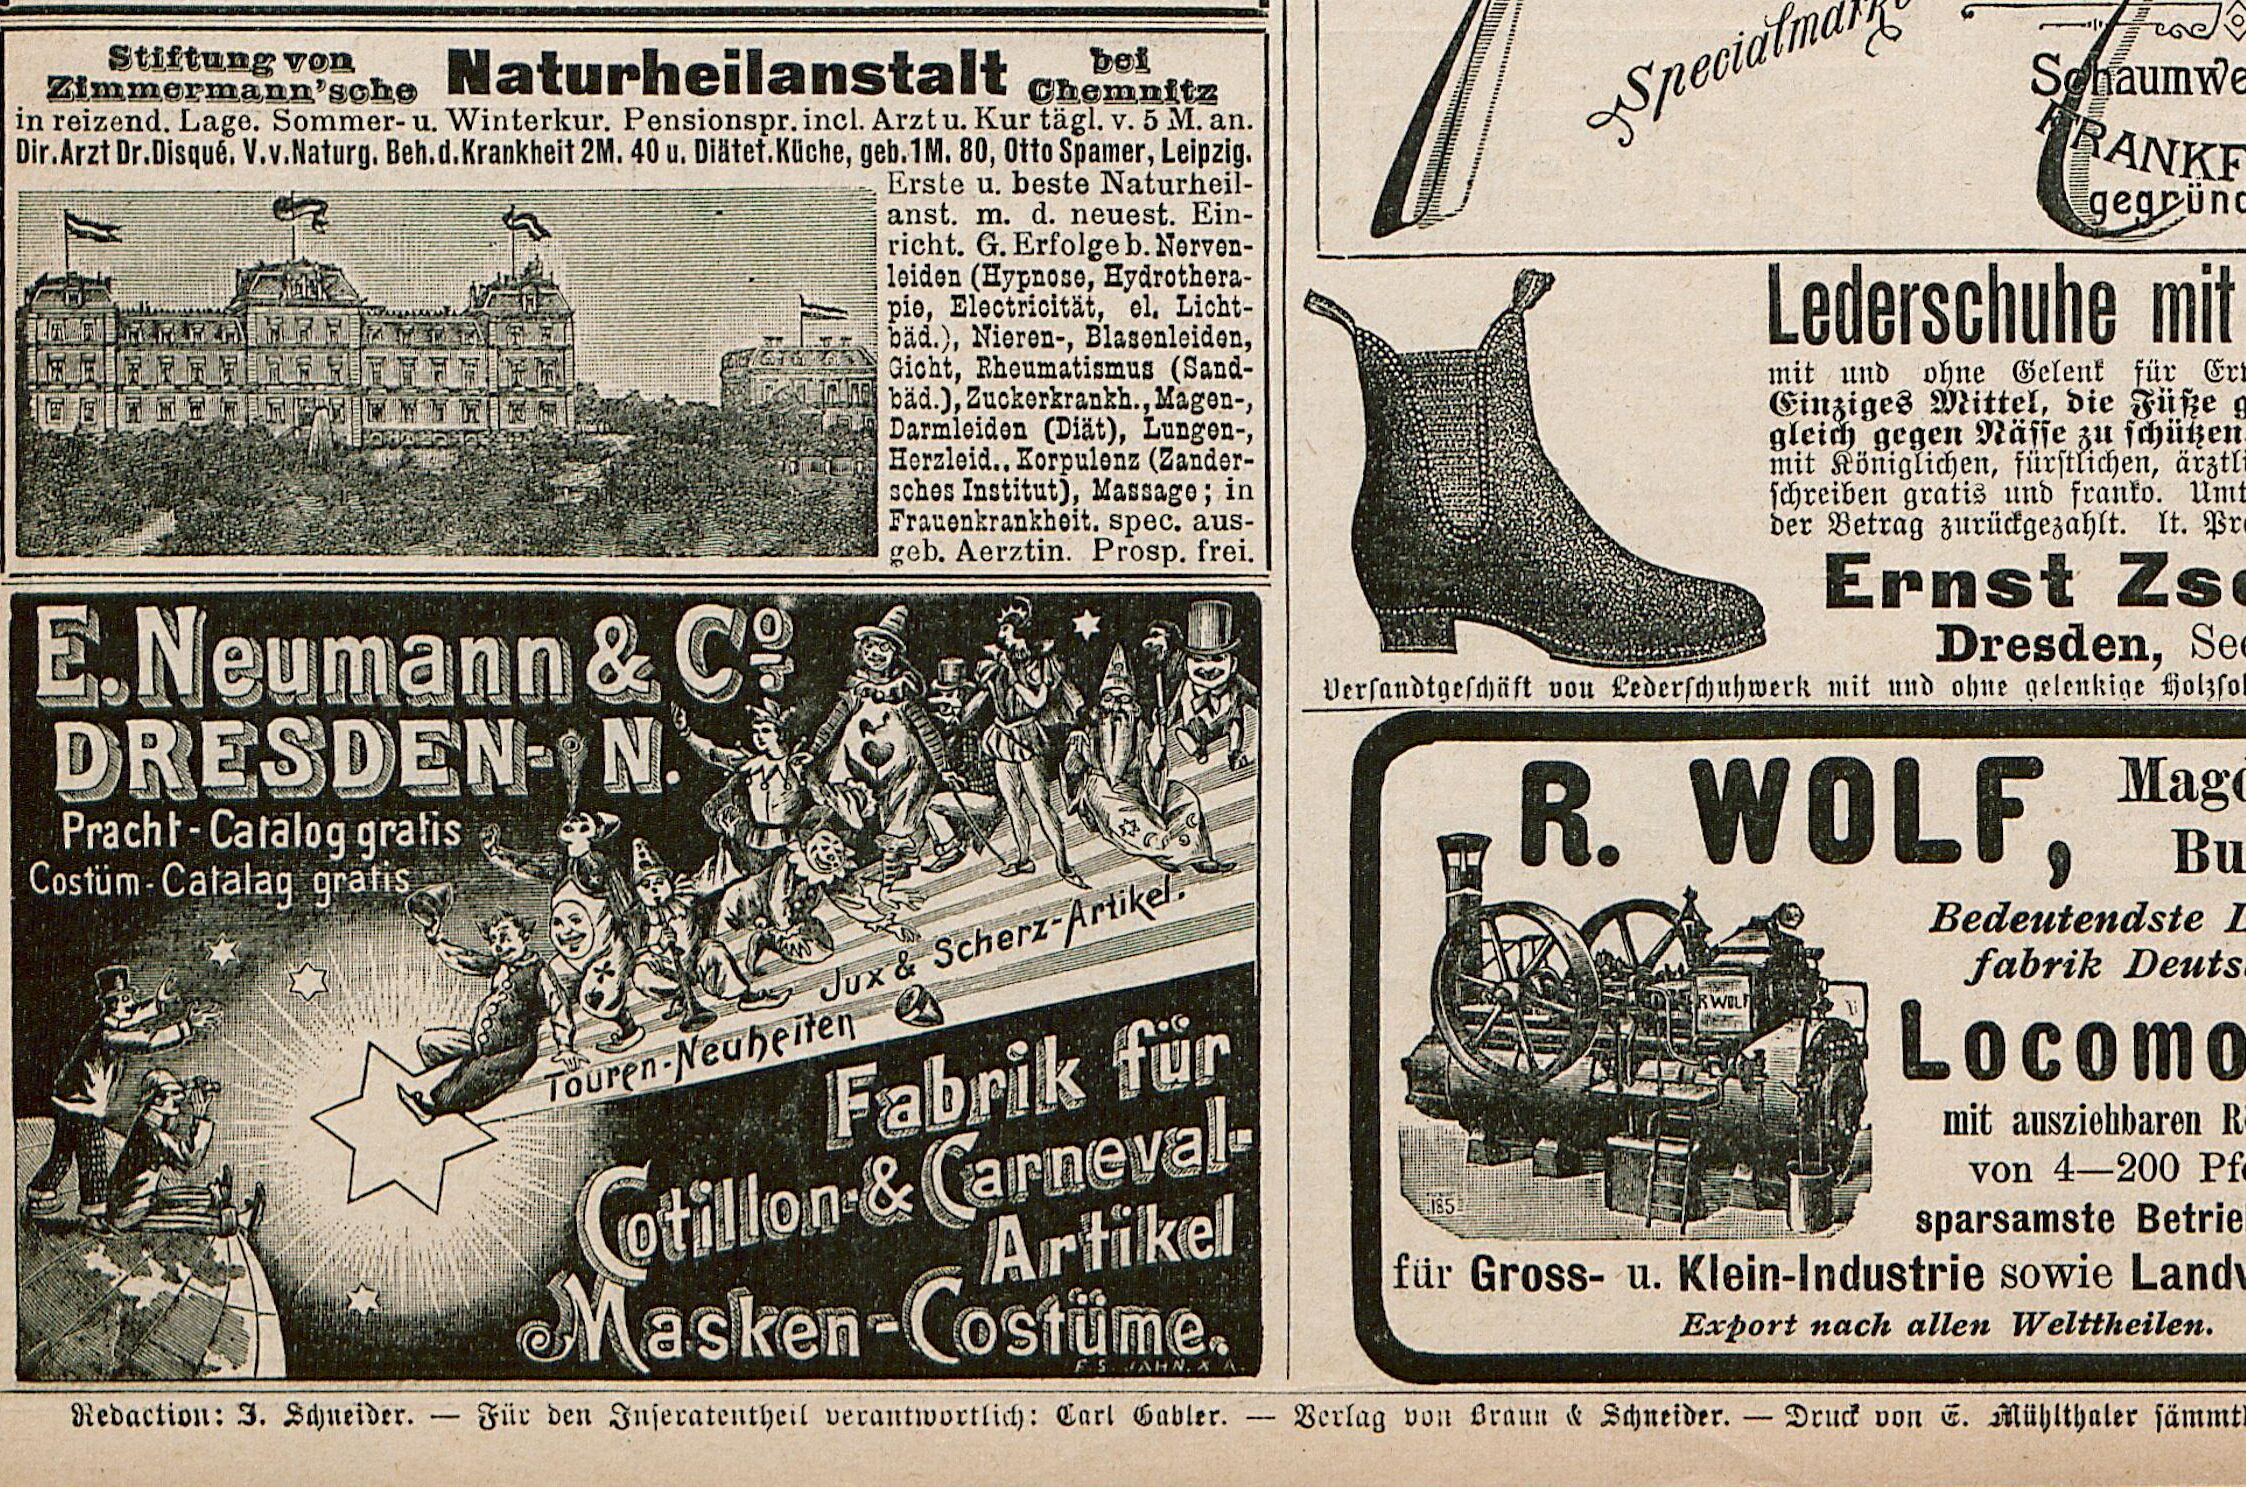 Stiftung von
Zimmermann'sche
Naturheilanstalt
bei
Chemnitz
in reizend. Lage. Sommer- u. Winterkur. Pensionspr. incl. Arzt u. Kur tägl. v. 5 M. an.
Dir. Arzt Dr. Disqué. V. v. Naturg. Beh. d. Krankheit 2M. 40 u. Diätet. Küche, geb. 1M. 80, Otto Spamer, Leipzig.
Erste u. beste Naturheil-
anst. m. d. neuest. Ein-
richt. G. Erfolge b. Nerven-
leiden (Hypnose, Hydrothera-
pie, Electricität, el. Licht-
bäd.), Nieren-, Blasenleiden,
Gicht, Rheumatismus (Sand-
bäd.), Zuckerkrankh., Magen-,
Darmleiden (Diät), Lungen-,
Herzleid., Korpulenz (Zander-
sches Institut), Massage; in
Frauenkrankheit. spec. aus-
geb. Aerztin. Prosp. frei.
E. Neumann & Co.
DRESDEN-N.
Pracht-Catalog gratis
Costüm-Catalag gratis
Jux & Scherz-Artikel.
Touren-Neuheiten
Fabrik für
Cotillon- & Carneval-
Artikel
Masken-Costüme.
F. S. JAHN. X A.
Specialmarke
Schaumwe
FRANKF
gegründ
Lederschuhe mit
mit und ohne Gelenk für
Einziges Mittel, die Füße g
gleich gegen Nässe zu schützen.
mit Königlichen, fürstlichen, ärztli
schreiben gratis und franko. Umt
der Betrag zurückgezahlt. lt. Pr
Ernst Zs
Dresden, See
Versandtgeschäft von Lederschuhwerk mit und ohne gelenkige Holzsol
R. WOLF,
Magd
Bu
Bedeutendste L
fabrik Deuts
R WOLF
Locomo
mit ausziehbaren R
von 4—200 Pf
sparsamste Betrie
185
für Gross- u. Klein-Industrie sowie Landw
Export nach allen Welttheilen.
Redaction: J. Schneider. — Für den Inseratentheil verantwortlich: Carl Gabler. — Verlag von Braun & Schneider. — Druck von E. Mühlthaler sämmtl